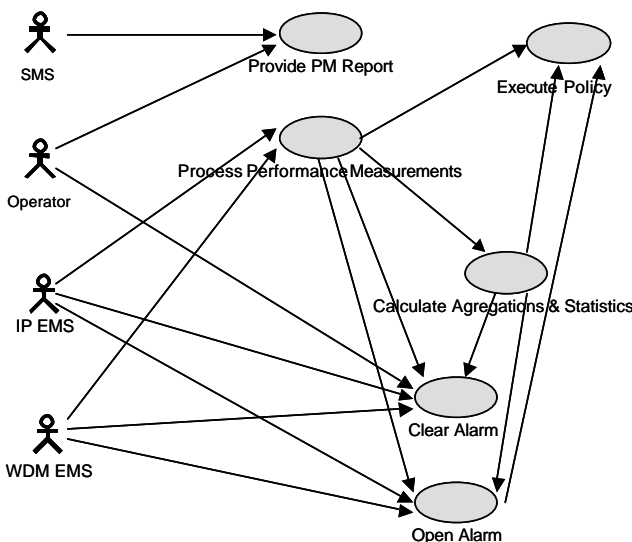 SMS
Provide PM Report
Execute Policy
Process Performance Measurements
Operator
IP EMS
Calculate Agregations & Statistics
Clear Alarm
WDM EMS
Open Alarm